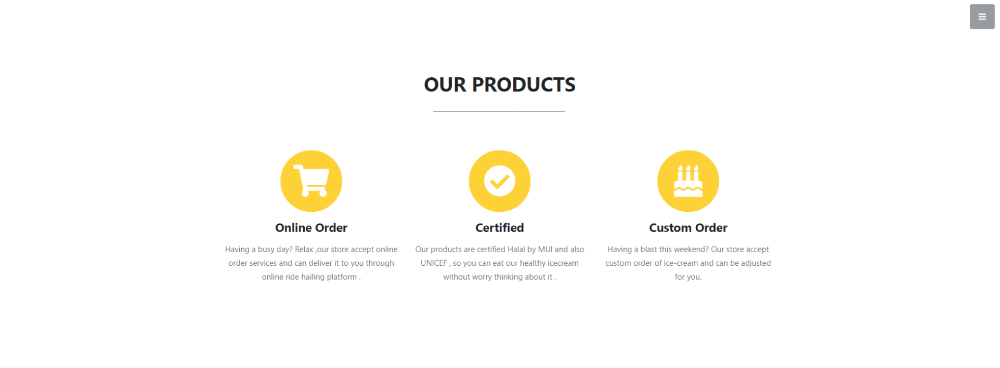 OUR PRODUCTS
Online Order
Having a busy day? Relax ,our store accept online
order services and can deliver it to you through
online ride hailing platform .
Certified
Our products are certified Halal by MUI and also
UNICEF , so you can eat our healthy icecream
without worry thinking about it .
Custom Order
Having a blast this weekend? Our store accept
custom order of ice-cream and can be adjusted
for you.